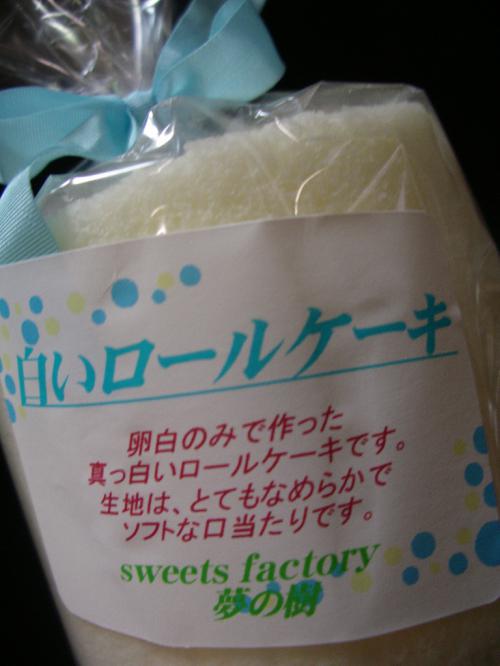 白いロールケーキ
卵白のみで作った
真っ白いロールケーキです。
生地は、とてもなめらかで
ソフトな口当たりです。
sweets factory
夢の樹